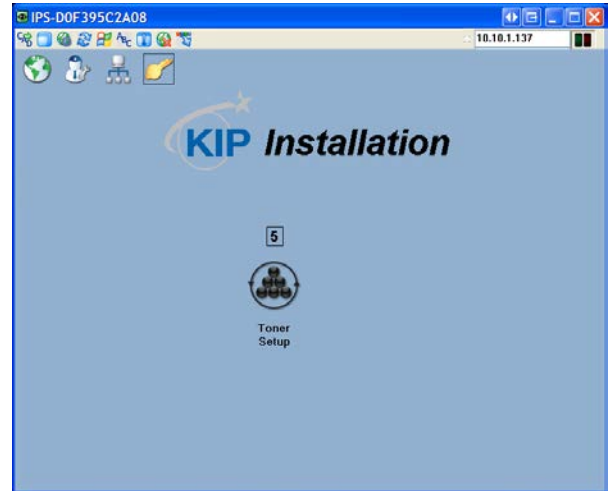 IPS-D0F395C2A08
10.10.1.137
KIP Installation
5
Toner
Setup